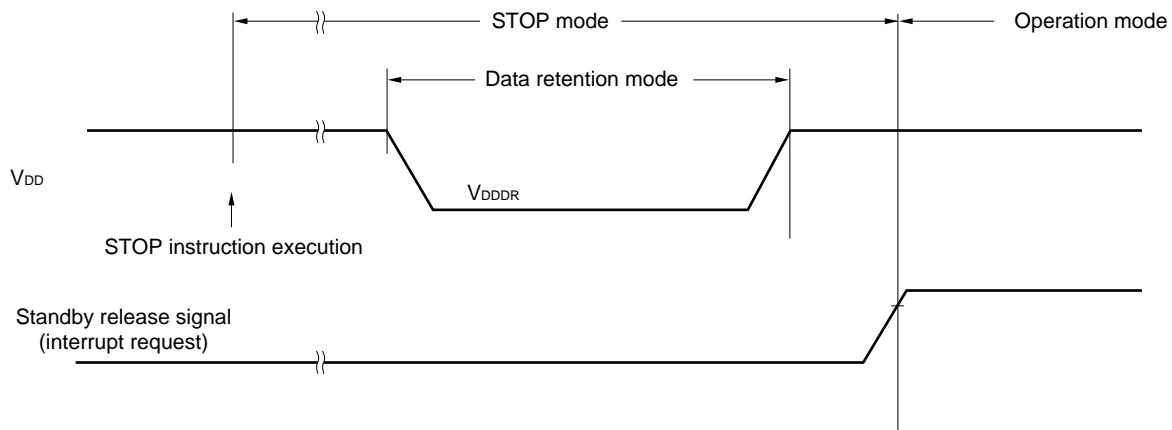 STOP mode
Operation mode
Data retention mode
VDD
VDDDR
STOP instruction execution
Standby release signal
(interrupt request)